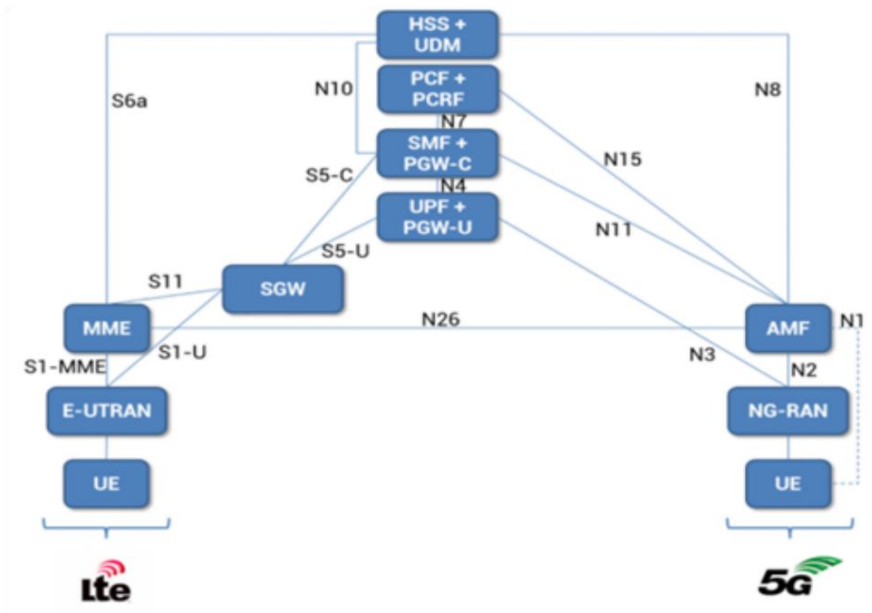 HSS +
UDM
PCF +
PCRF
N10
N8
S6a
N7
SMF +
PGW-C
N15
S5-C
N4
UPF +
PGW-U
N11
S5-U
S11
SGW
MME
N26
AMF
N1
S1-U
N3
S1-MME
N2
E-UTRAN
NG-RAN
UE
UE
Lte
5G